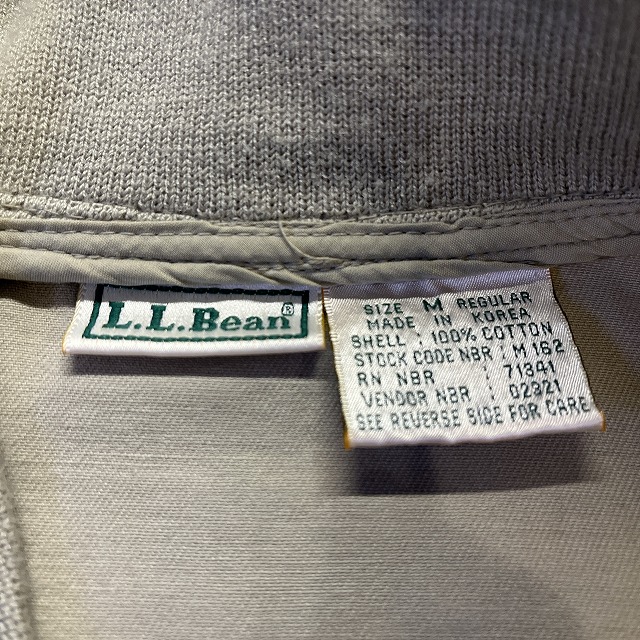 L.L.Bean®
SIZE M REGULAR
MADE IN KOREA
SHELL : 100% COTTON
STOCK CODE NBR : M162
RN NBR : 71341
VENDOR NBR : 02321
SEE REVERSE SIDE FOR CARE